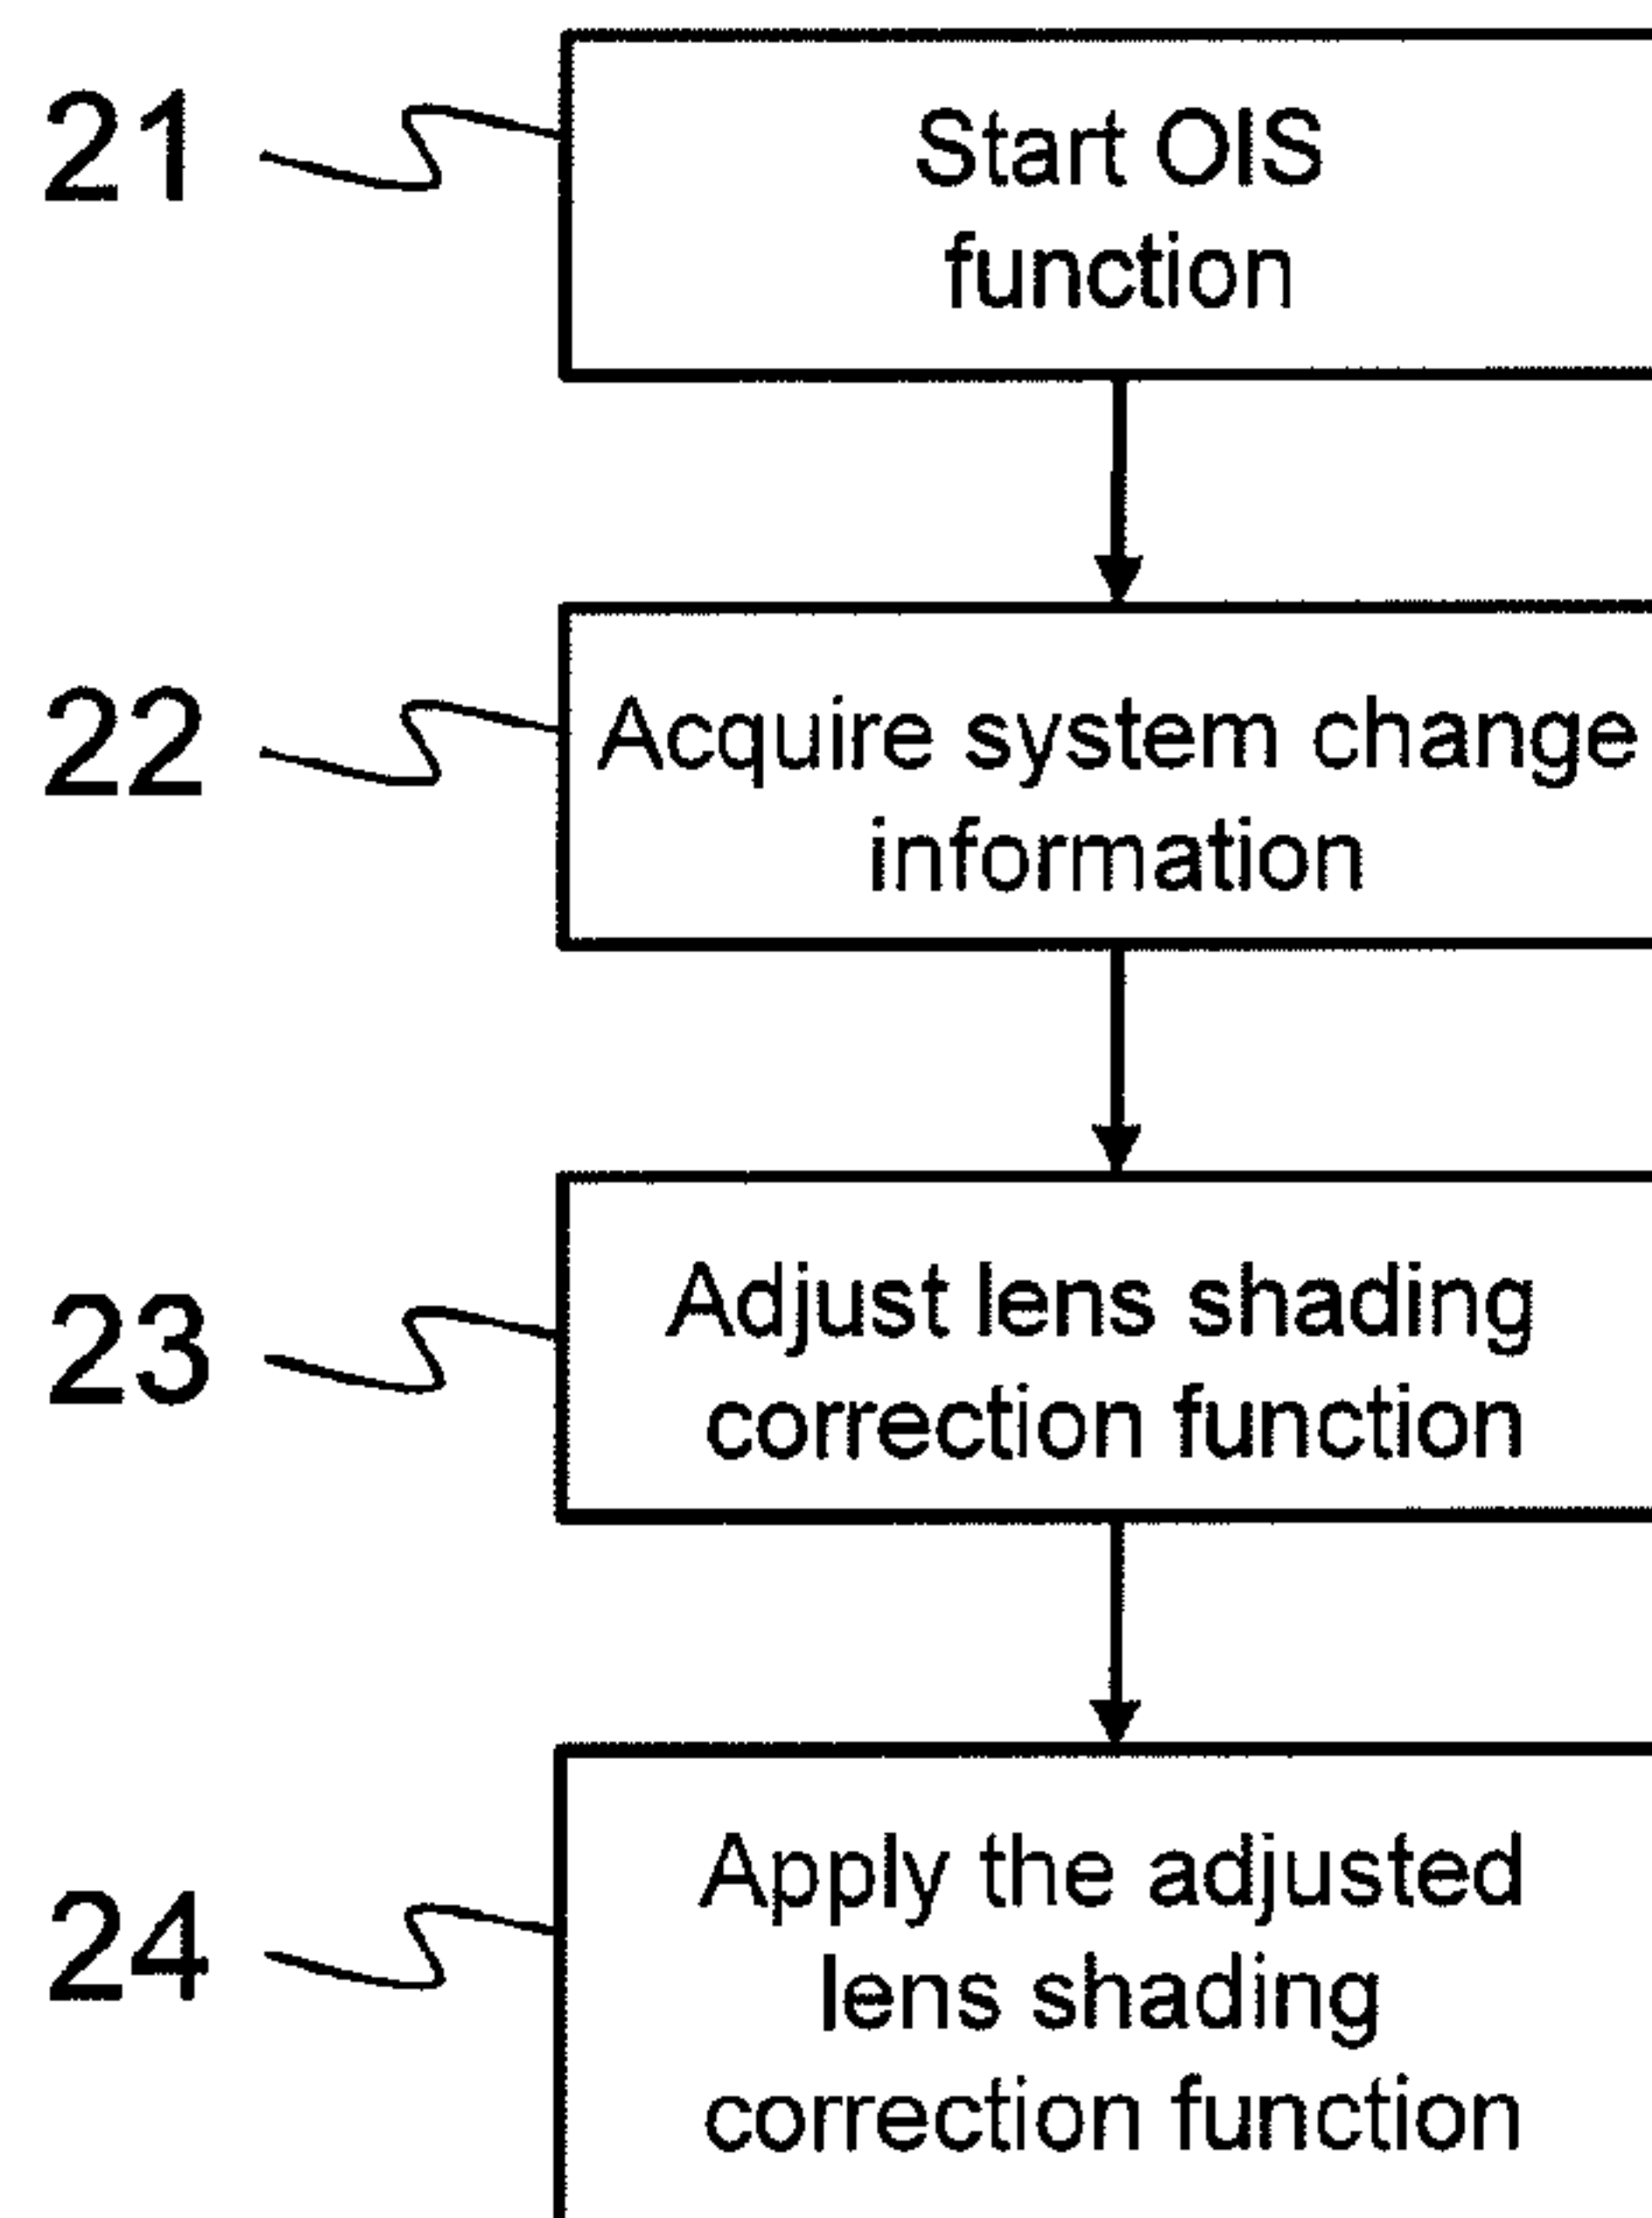 21
Start OIS
function
22
Acquire system change
information
23
Adjust lens shading
correction function
24
Apply the adjusted
lens shading
correction function